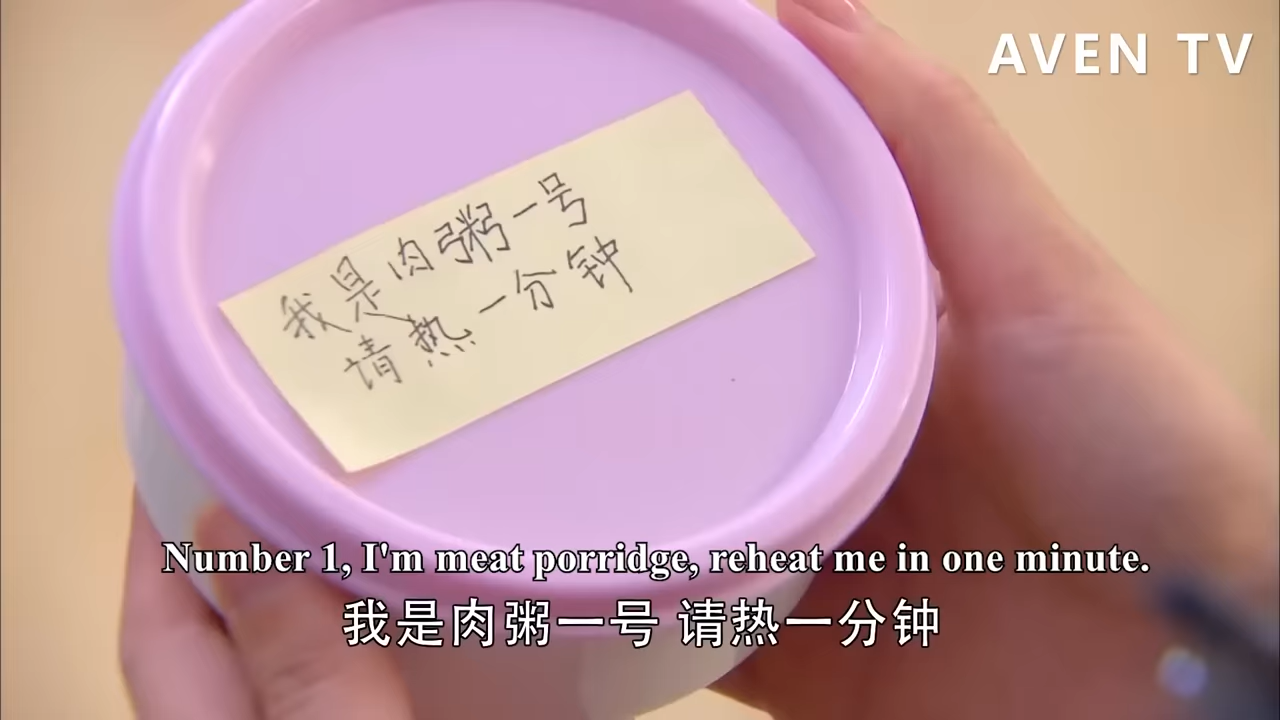 AVEN TV
我是肉粥一号
请热一分钟
Number 1, I'm meat porridge, reheat me in one minute.
我是肉粥一号 请热一分钟